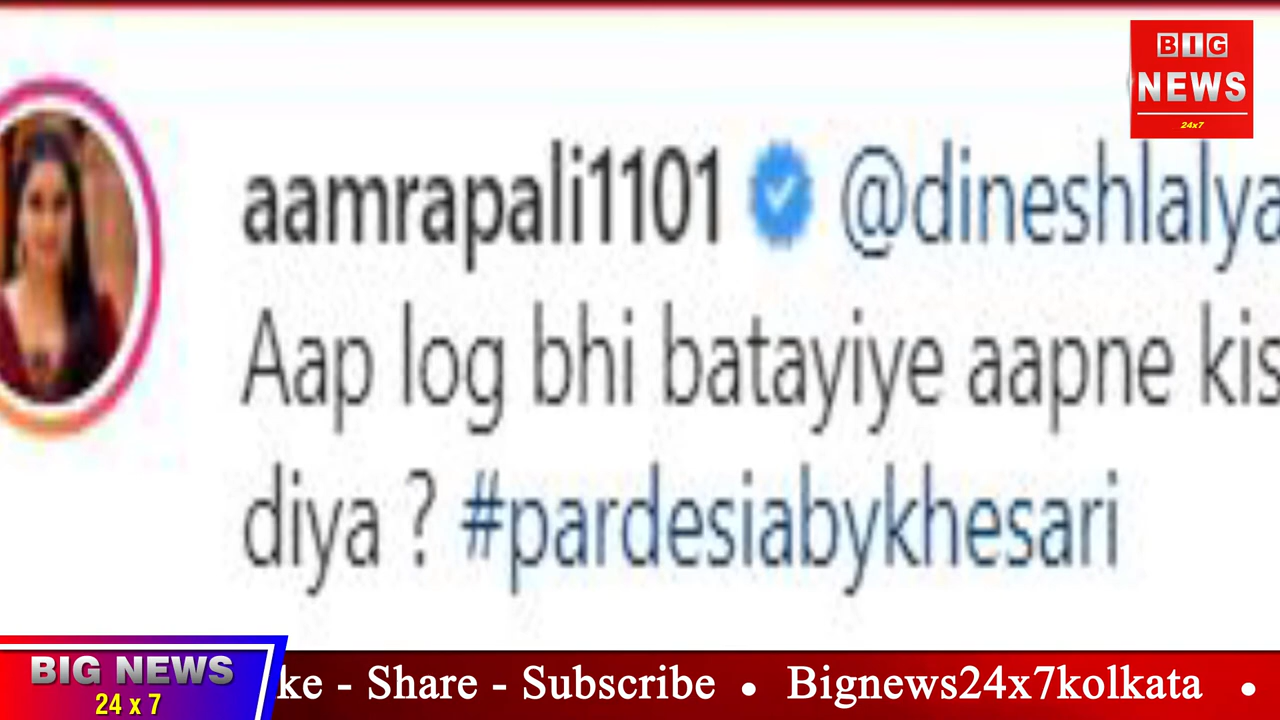 BIG
NEWS
24x7
aamrapali1101 @dineshlalya
Aap log bhi batayiye aapne kis
diya ? #pardesiabykhesari
BIG NEWS
24 x 7
ke - Share - Subscribe • Bignews24x7kolkata •